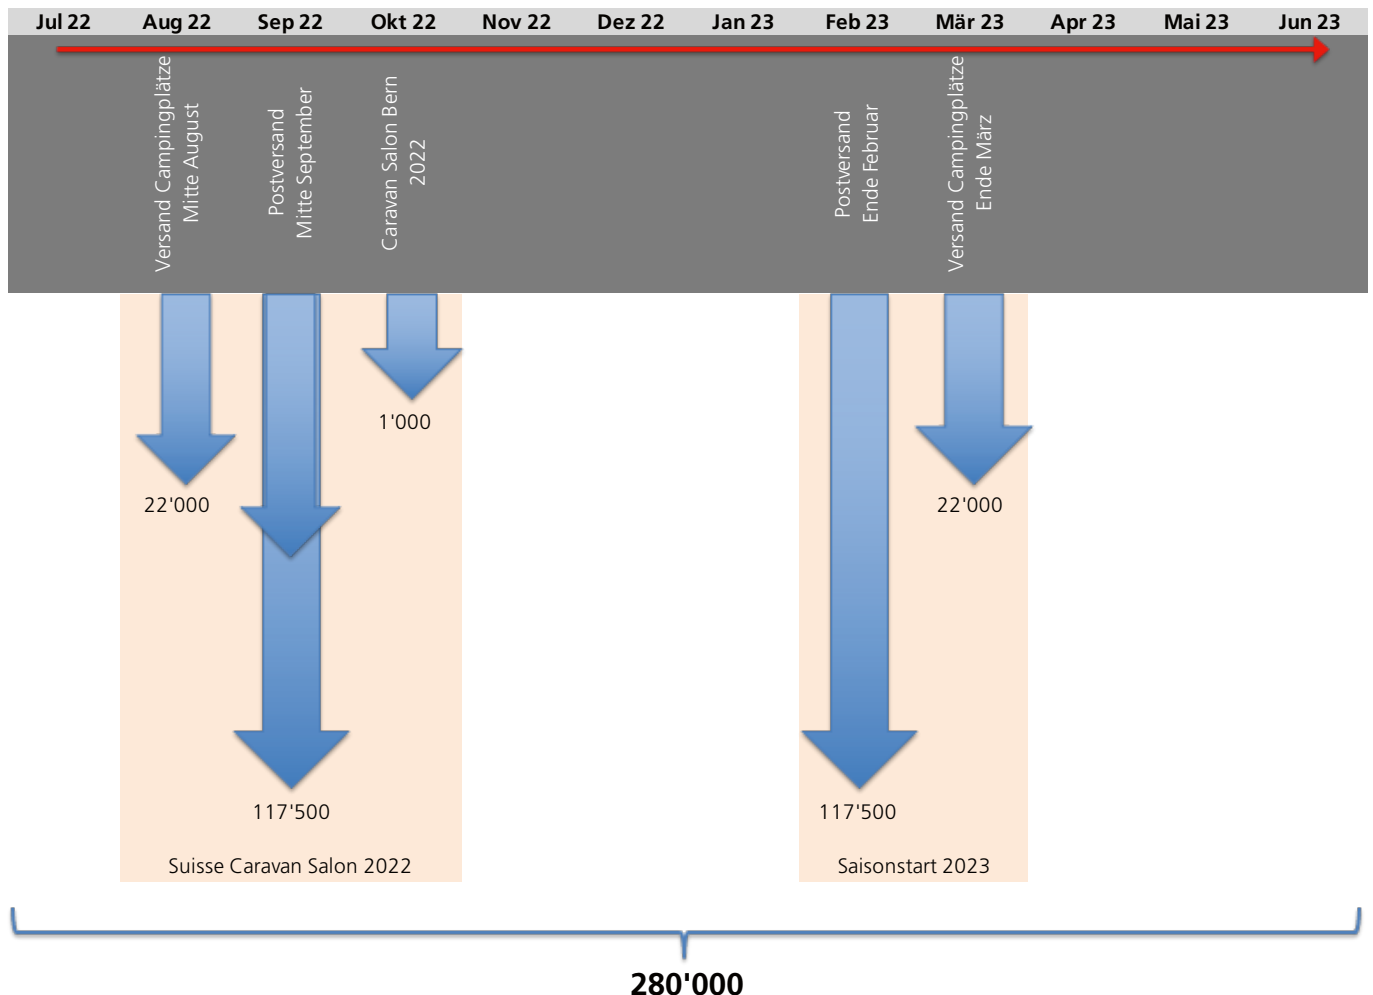 Jul 22 Aug 22 Sep 22 Okt 22 Nov 22 Dez 22 Jan 23 Feb 23 Mär 23 Apr 23 Mai 23 Jun 23
Versand Campingplätze
Mitte August
Postversand
Mitte September
Caravan Salon Bern
2022
Postversand
Ende Februar
Versand Campingplätze
Ende März
1'000
22'000
22'000
117'500
117'500
Suisse Caravan Salon 2022
Saisonstart 2023
280'000